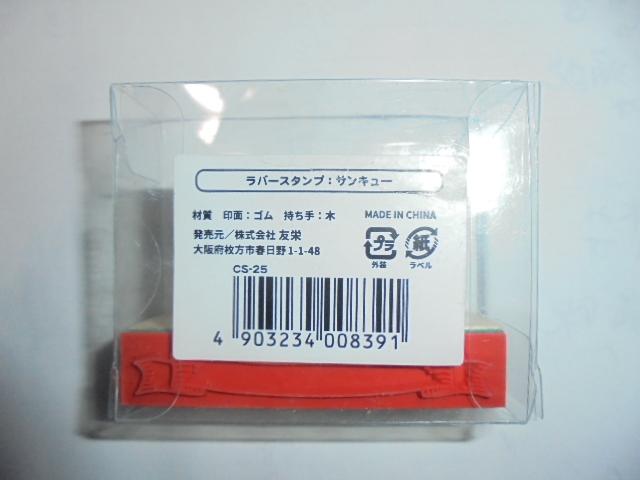 ラバースタンプ：サンキュー
材質 印面：ゴム 持ち手：木 MADE IN CHINA
発売元／株式会社 友栄
大阪府枚方市春日野1-1-48
プラ 外装
紙 ラベル
CS-25
4 903234 008391